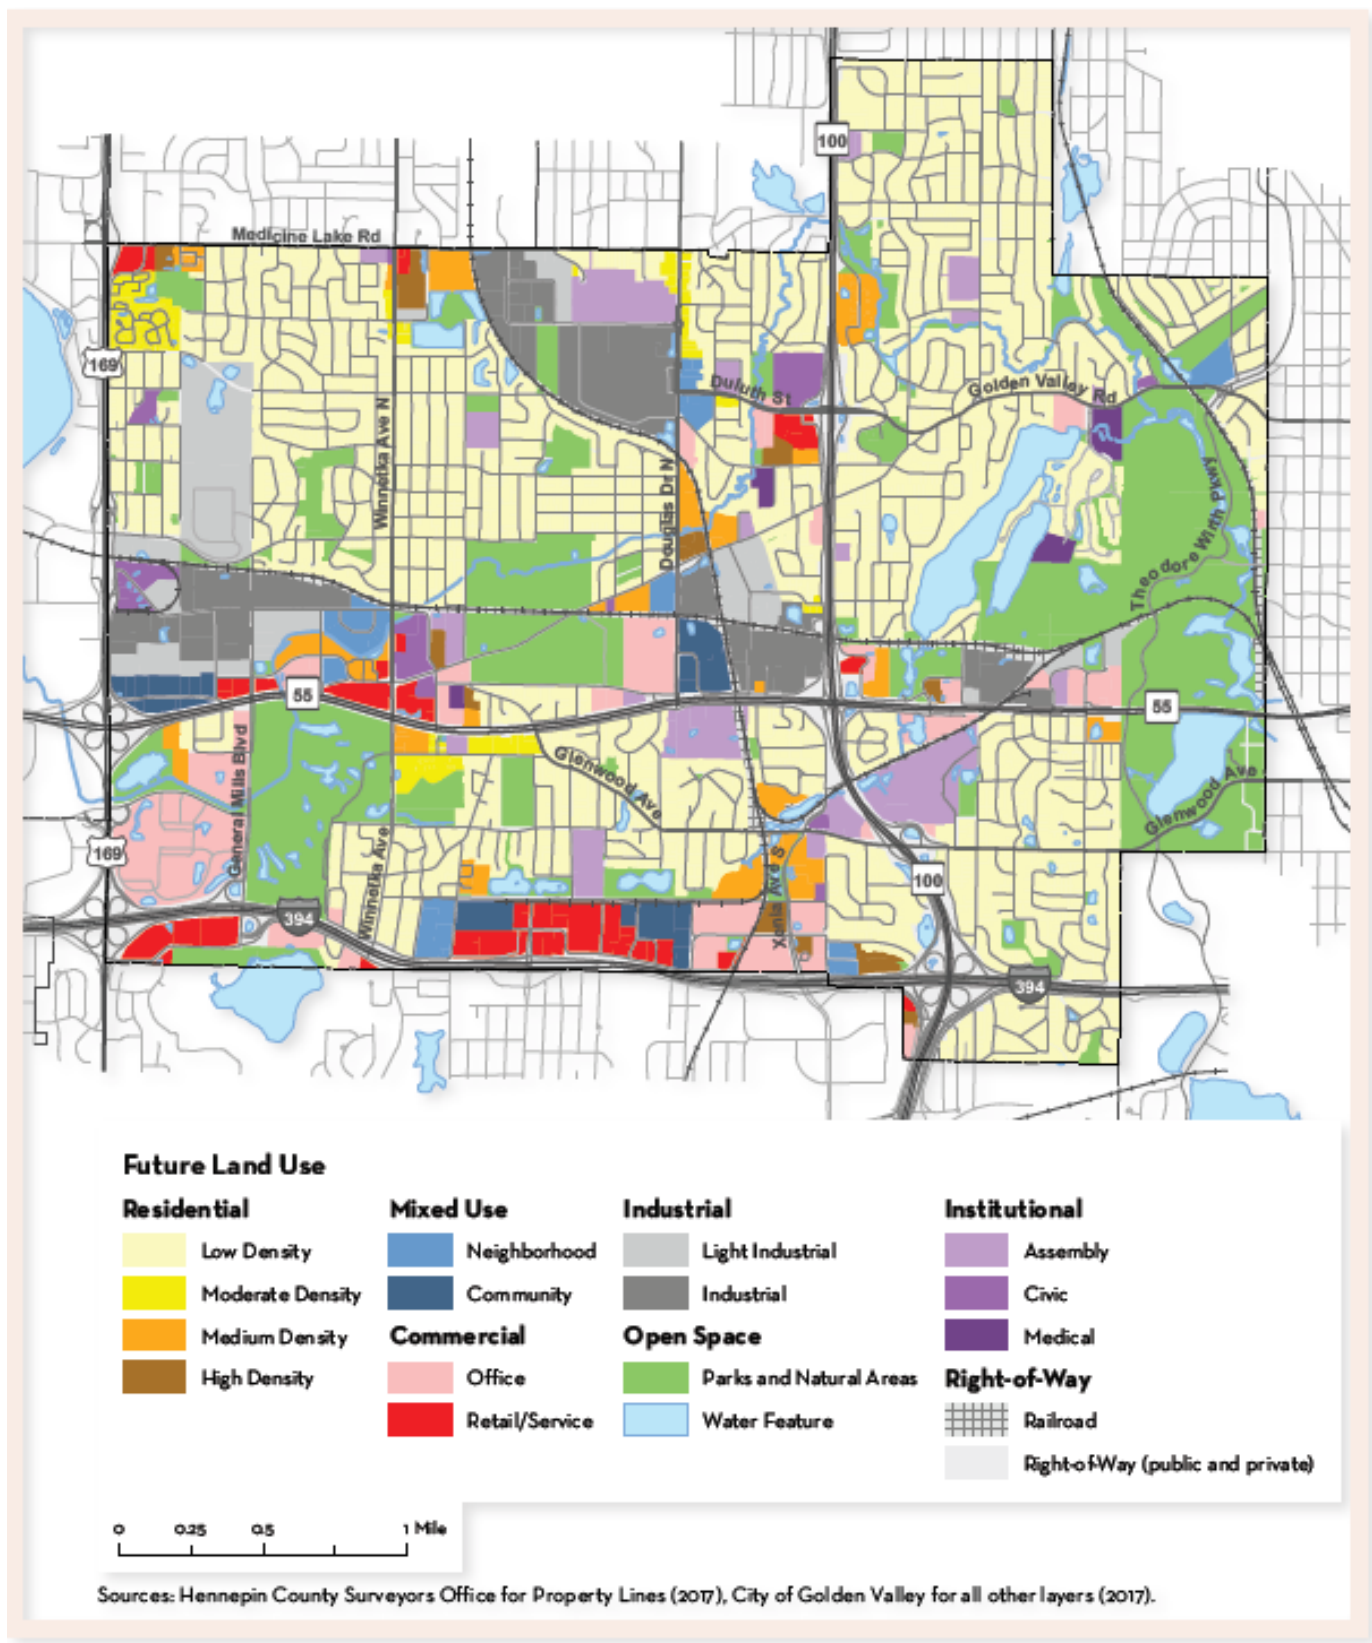 100
Medicine Lake Rd
169
Duluth St
Golden Valley Rd
Winnetka Ave N
Douglas Dr N
Theodore Wirth Pkwy
55
55
General Mills Blvd
Glenwood Ave
Glenwood Ave
169
Winnetka Ave
Xenia Ave S
100
394
394
Future Land Use
Residential
Low Density
Moderate Density
Medium Density
High Density
Mixed Use
Neighborhood
Community
Commercial
Office
Retail/Service
Industrial
Light Industrial
Industrial
Open Space
Parks and Natural Areas
Water Feature
Institutional
Assembly
Civic
Medical
Right-of-Way
Railroad
Right-of-Way (public and private)
0 0.25 0.5 1 Mile
Sources: Hennepin County Surveyors Office for Property Lines (2017), City of Golden Valley for all other layers (2017).